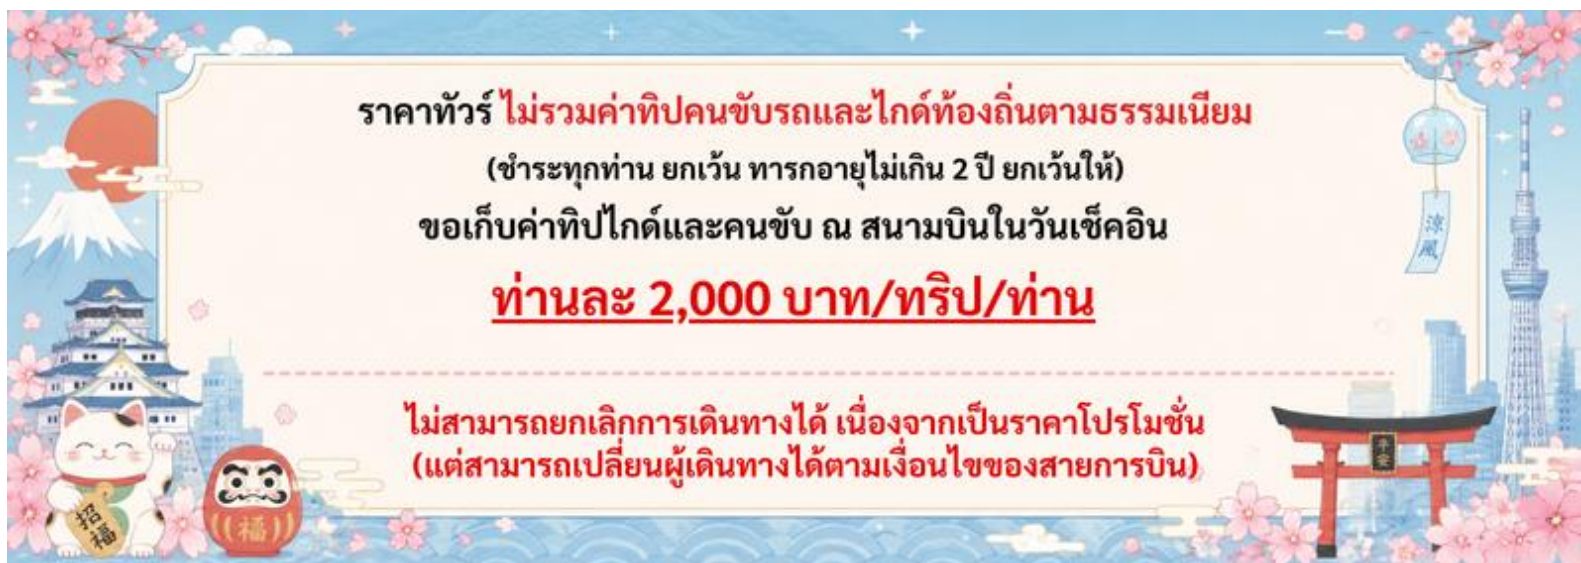 ราคาทัวร์ ไม่รวมค่าทิปคนขับรถและไกด์ท้องถิ่นตามธรรมเนียม
(ชำระทุกท่าน ยกเว้น ทารกอายุไม่เกิน 2 ปี ยกเว้นให้)
ขอเก็บค่าทิปไกด์และคนขับ ณ สนามบินในวันเช็คอิน
ท่านละ 2,000 บาท/ทริป/ท่าน
ไม่สามารถยกเลิกการเดินทางได้ เนื่องจากเป็นราคาโปรโมชั่น
(แต่สามารถเปลี่ยนผู้เดินทางได้ตามเงื่อนไขของสายการบิน)
涼風
招福
福
平安